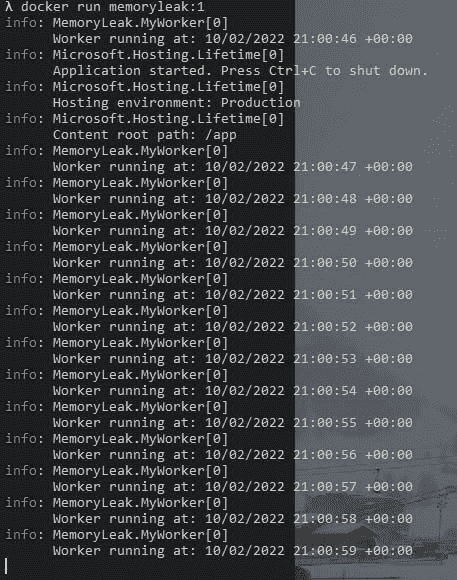 λ docker run memoryleak:1
info: MemoryLeak.MyWorker[0]
Worker running at: 10/02/2022 21:00:46 +00:00
info: Microsoft.Hosting.Lifetime[0]
Application started. Press Ctrl+C to shut down.
info: Microsoft.Hosting.Lifetime[0]
Hosting environment: Production
info: Microsoft.Hosting.Lifetime[0]
Content root path: /app
info: MemoryLeak.MyWorker[0]
Worker running at: 10/02/2022 21:00:47 +00:00
info: MemoryLeak.MyWorker[0]
Worker running at: 10/02/2022 21:00:48 +00:00
info: MemoryLeak.MyWorker[0]
Worker running at: 10/02/2022 21:00:49 +00:00
info: MemoryLeak.MyWorker[0]
Worker running at: 10/02/2022 21:00:50 +00:00
info: MemoryLeak.MyWorker[0]
Worker running at: 10/02/2022 21:00:51 +00:00
info: MemoryLeak.MyWorker[0]
Worker running at: 10/02/2022 21:00:52 +00:00
info: MemoryLeak.MyWorker[0]
Worker running at: 10/02/2022 21:00:53 +00:00
info: MemoryLeak.MyWorker[0]
Worker running at: 10/02/2022 21:00:54 +00:00
info: MemoryLeak.MyWorker[0]
Worker running at: 10/02/2022 21:00:55 +00:00
info: MemoryLeak.MyWorker[0]
Worker running at: 10/02/2022 21:00:56 +00:00
info: MemoryLeak.MyWorker[0]
Worker running at: 10/02/2022 21:00:57 +00:00
info: MemoryLeak.MyWorker[0]
Worker running at: 10/02/2022 21:00:58 +00:00
info: MemoryLeak.MyWorker[0]
Worker running at: 10/02/2022 21:00:59 +00:00